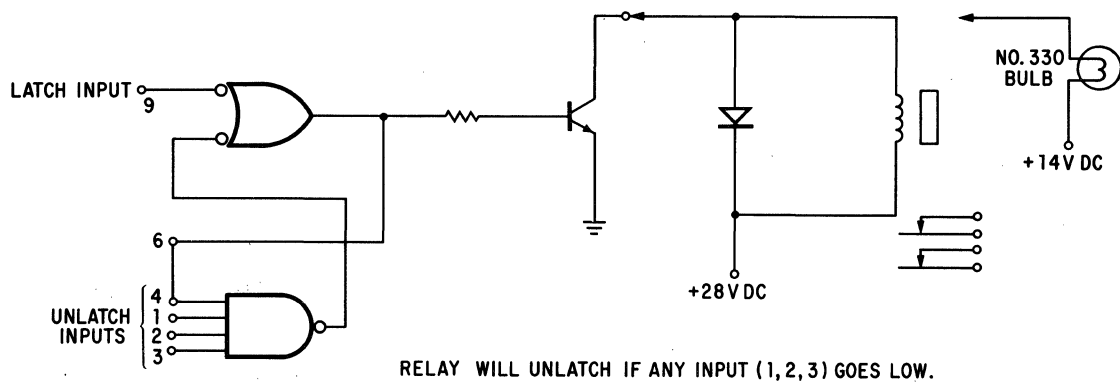 LATCH INPUT
9
NO. 330
BULB
+14V DC
6
4
UNLATCH
INPUTS
1
2
3
+28V DC
RELAY WILL UNLATCH IF ANY INPUT (1, 2, 3) GOES LOW.